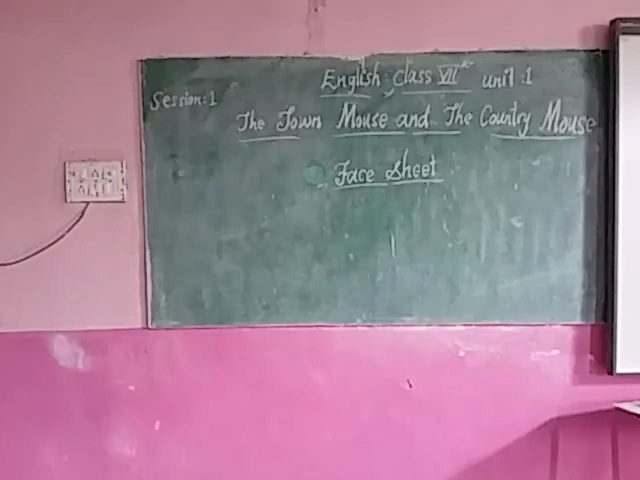 English: Class VII unit:1
Session:1
The Town Mouse and The Country Mouse
Face Sheet